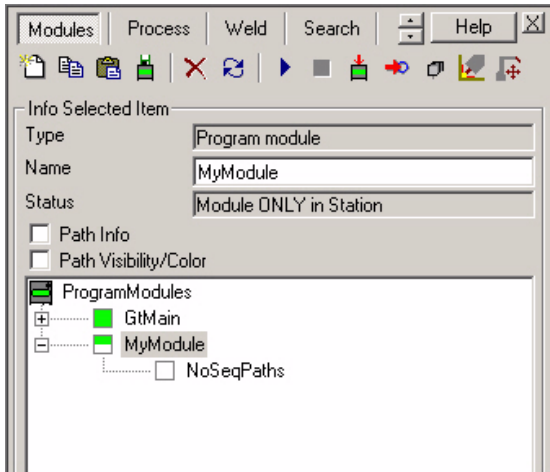 Modules Process Weld Search Help
Info Selected Item
Type Program module
Name MyModule
Status Module ONLY in Station
Path Info
Path Visibility/Color
ProgramModules
GtMain
MyModule
NoSeqPaths